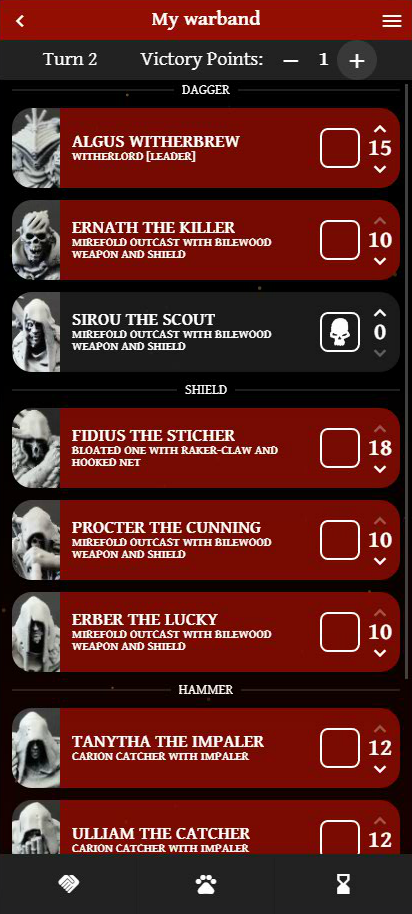 My warband
Turn 2 Victory Points: 1
DAGGER
ALGUS WITHERBREW
WITHERLORD [LEADER]
15
ERNATH THE KILLER
MIREFOLD OUTCAST WITH BILEWOOD
WEAPON AND SHIELD
10
SIROU THE SCOUT
MIREFOLD OUTCAST WITH BILEWOOD
WEAPON AND SHIELD
0
SHIELD
FIDIUS THE STICHER
BLOATED ONE WITH RAKER-CLAW AND
HOOKED NET
18
PROCTER THE CUNNING
MIREFOLD OUTCAST WITH BILEWOOD
WEAPON AND SHIELD
10
ERBER THE LUCKY
MIREFOLD OUTCAST WITH BILEWOOD
WEAPON AND SHIELD
10
HAMMER
TANYTHA THE IMPALER
CARION CATCHER WITH IMPALER
12
ULLIAM THE CATCHER
CARION CATCHER WITH IMPALER
12